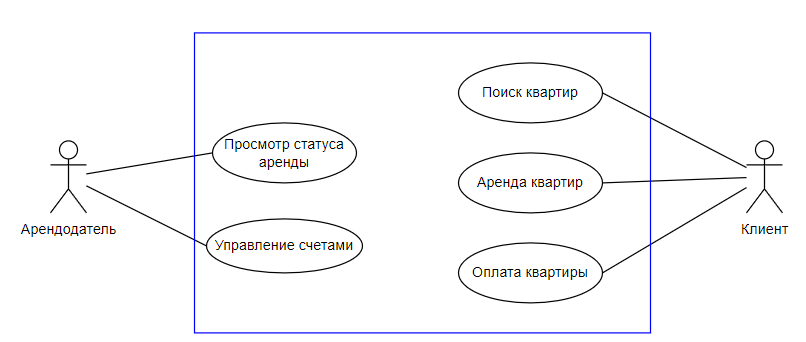 Поиск квартир
Просмотр статуса
аренды
Аренда квартир
Арендодатель
Клиент
Управление счетами
Оплата квартиры